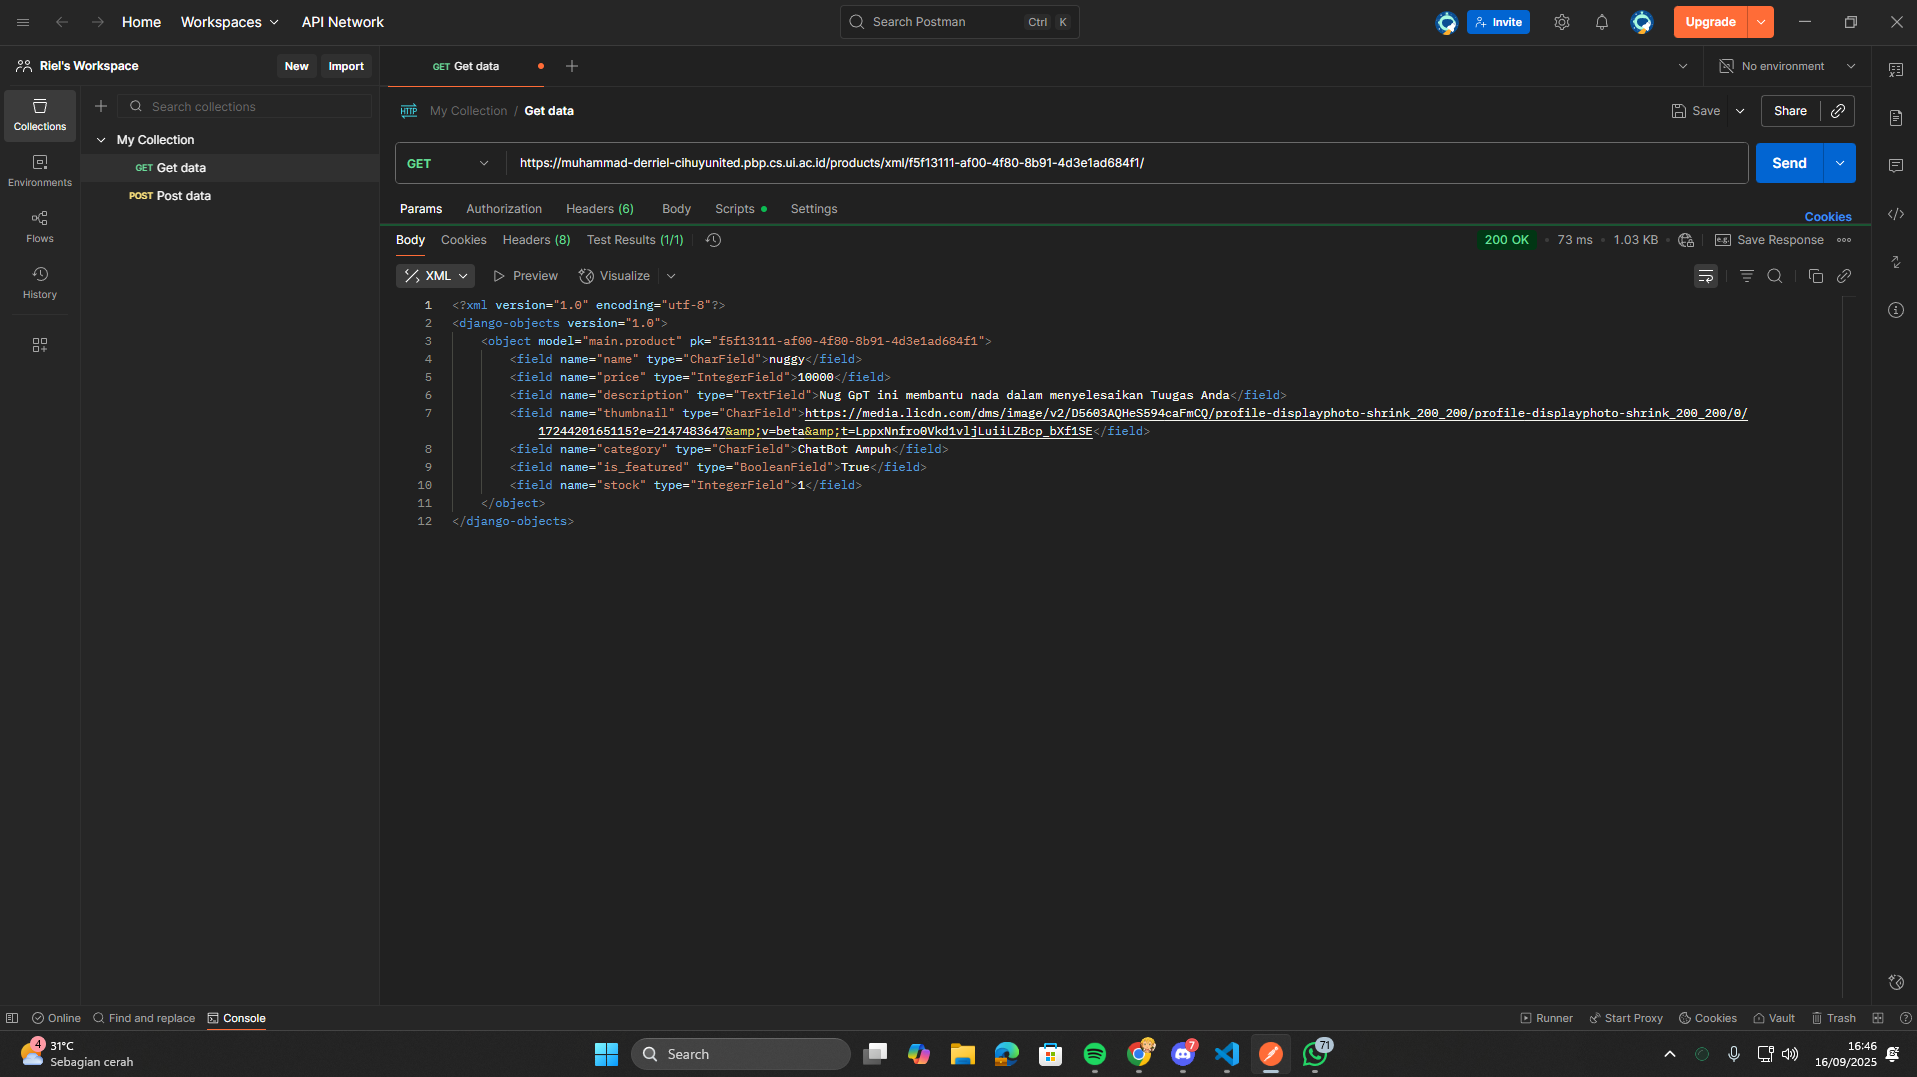 Home Workspaces API Network Search Postman Ctrl K Invite Upgrade
Riel's Workspace New Import GET Get data No environment
Search collections
My Collection / Get data Save Share
Collections
My Collection
GET Get data
POST Post data
Environments
Flows
History
GET https://muhammad-derriel-cihuyunited.pbp.cs.ui.ac.id/products/xml/f5f13111-af00-4f80-8b91-4d3e1ad684f1/ Send
Params Authorization Headers (6) Body Scripts Settings Cookies
Body Cookies Headers (8) Test Results (1/1) 200 OK • 73 ms • 1.03 KB • e.g. Save Response
XML Preview Visualize
1 <?xml version="1.0" encoding="utf-8"?>
2 <django-objects version="1.0">
3 <object model="main.product" pk="f5f13111-af00-4f80-8b91-4d3e1ad684f1">
4 <field name="name" type="CharField">nuggy</field>
5 <field name="price" type="IntegerField">10000</field>
6 <field name="description" type="TextField">Nug GpT ini membantu nada dalam menyelesaikan Tuugas Anda</field>
7 <field name="thumbnail" type="CharField">https://media.licdn.com/dms/image/v2/D5603AQHeS594caFmCQ/profile-displayphoto-shrink_200_200/profile-displayphoto-shrink_200_200/0/
1724420165115?e=2147483647&amp;v=beta&amp;t=LppxNnfro0Vkd1vljLuiiLZBcp_bXf1SE</field>
8 <field name="category" type="CharField">ChatBot Ampuh</field>
9 <field name="is_featured" type="BooleanField">True</field>
10 <field name="stock" type="IntegerField">1</field>
11 </object>
12 </django-objects>
Online Find and replace Console Runner Start Proxy Cookies Vault Trash
4 31°C
Sebagian cerah
Search
7
71
16:46
16/09/2025